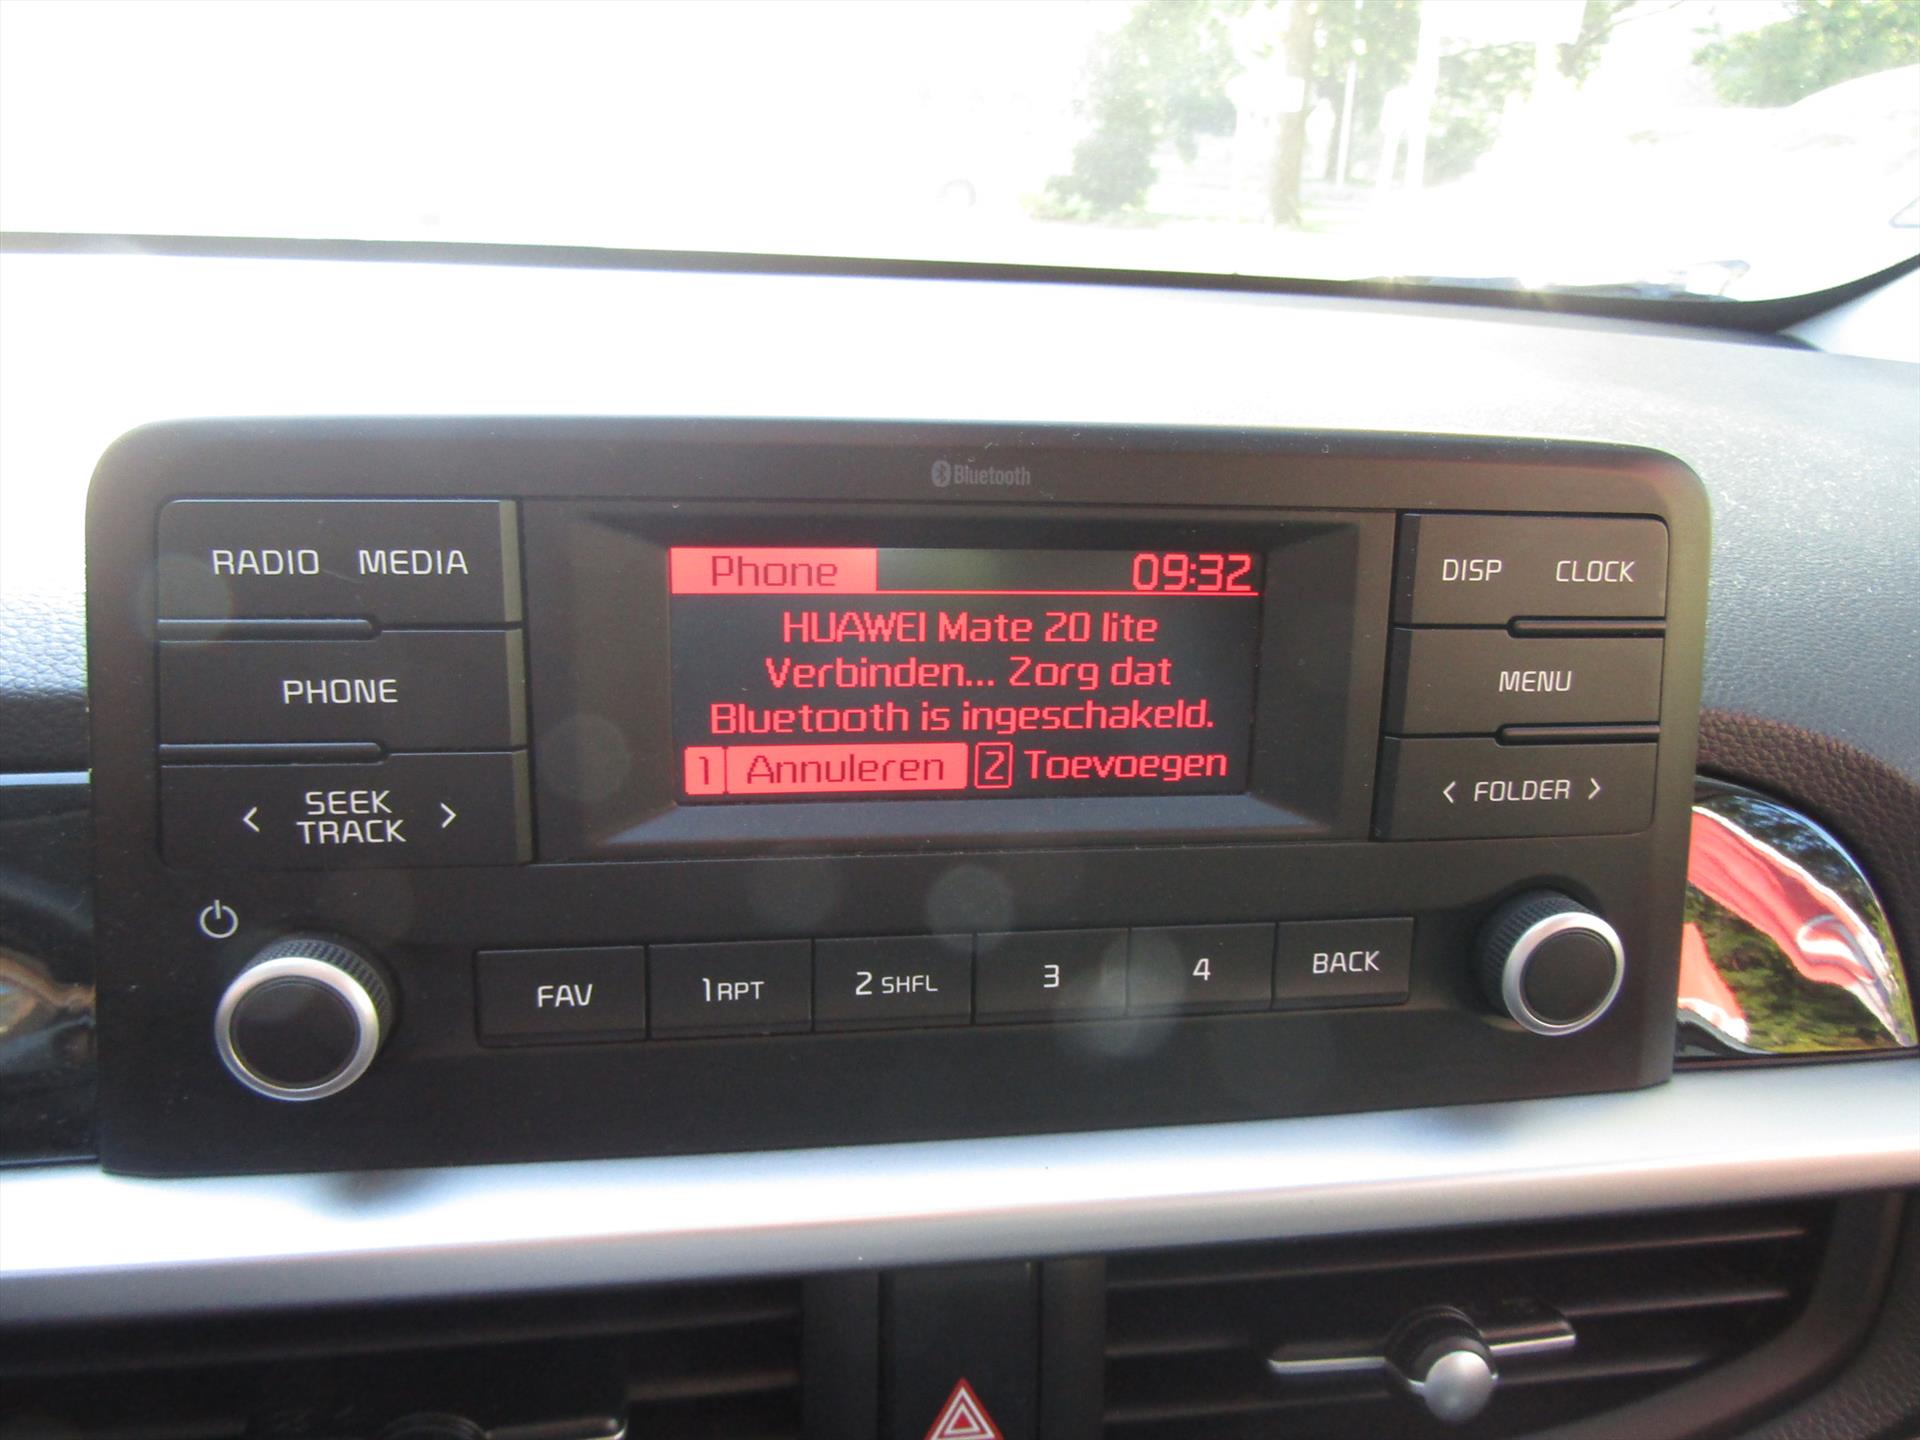 Bluetooth
RADIO MEDIA
PHONE
SEEK
TRACK
Phone 09:32
HUAWEI Mate 20 lite
Verbinden... Zorg dat
Bluetooth is ingeschakeld.
1 Annuleren 2 Toevoegen
DISP CLOCK
MENU
< FOLDER >
FAV 1 RPT 2 SHFL 3 4 BACK